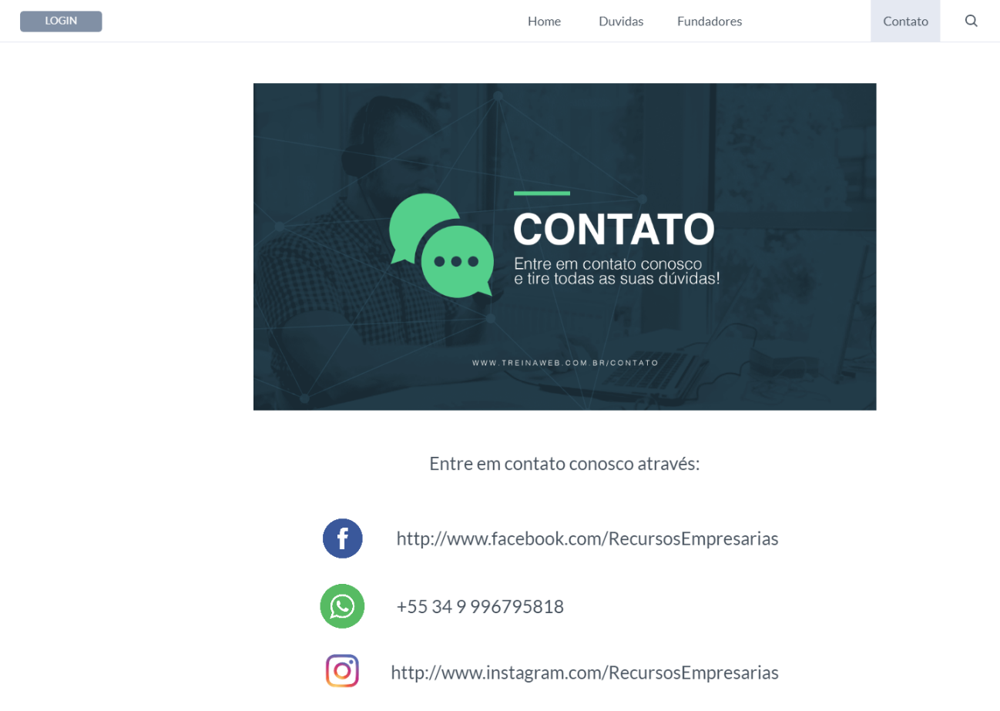 LOGIN
Home
Duvidas
Fundadores
Contato
CONTATO
Entre em contato conosco
e tire todas as suas dúvidas!
WWW.TREINAWEB.COM.BR/CONTATO
Entre em contato conosco através:
http://www.facebook.com/RecursosEmpresarias
+55 34 9 996795818
http://www.instagram.com/RecursosEmpresarias